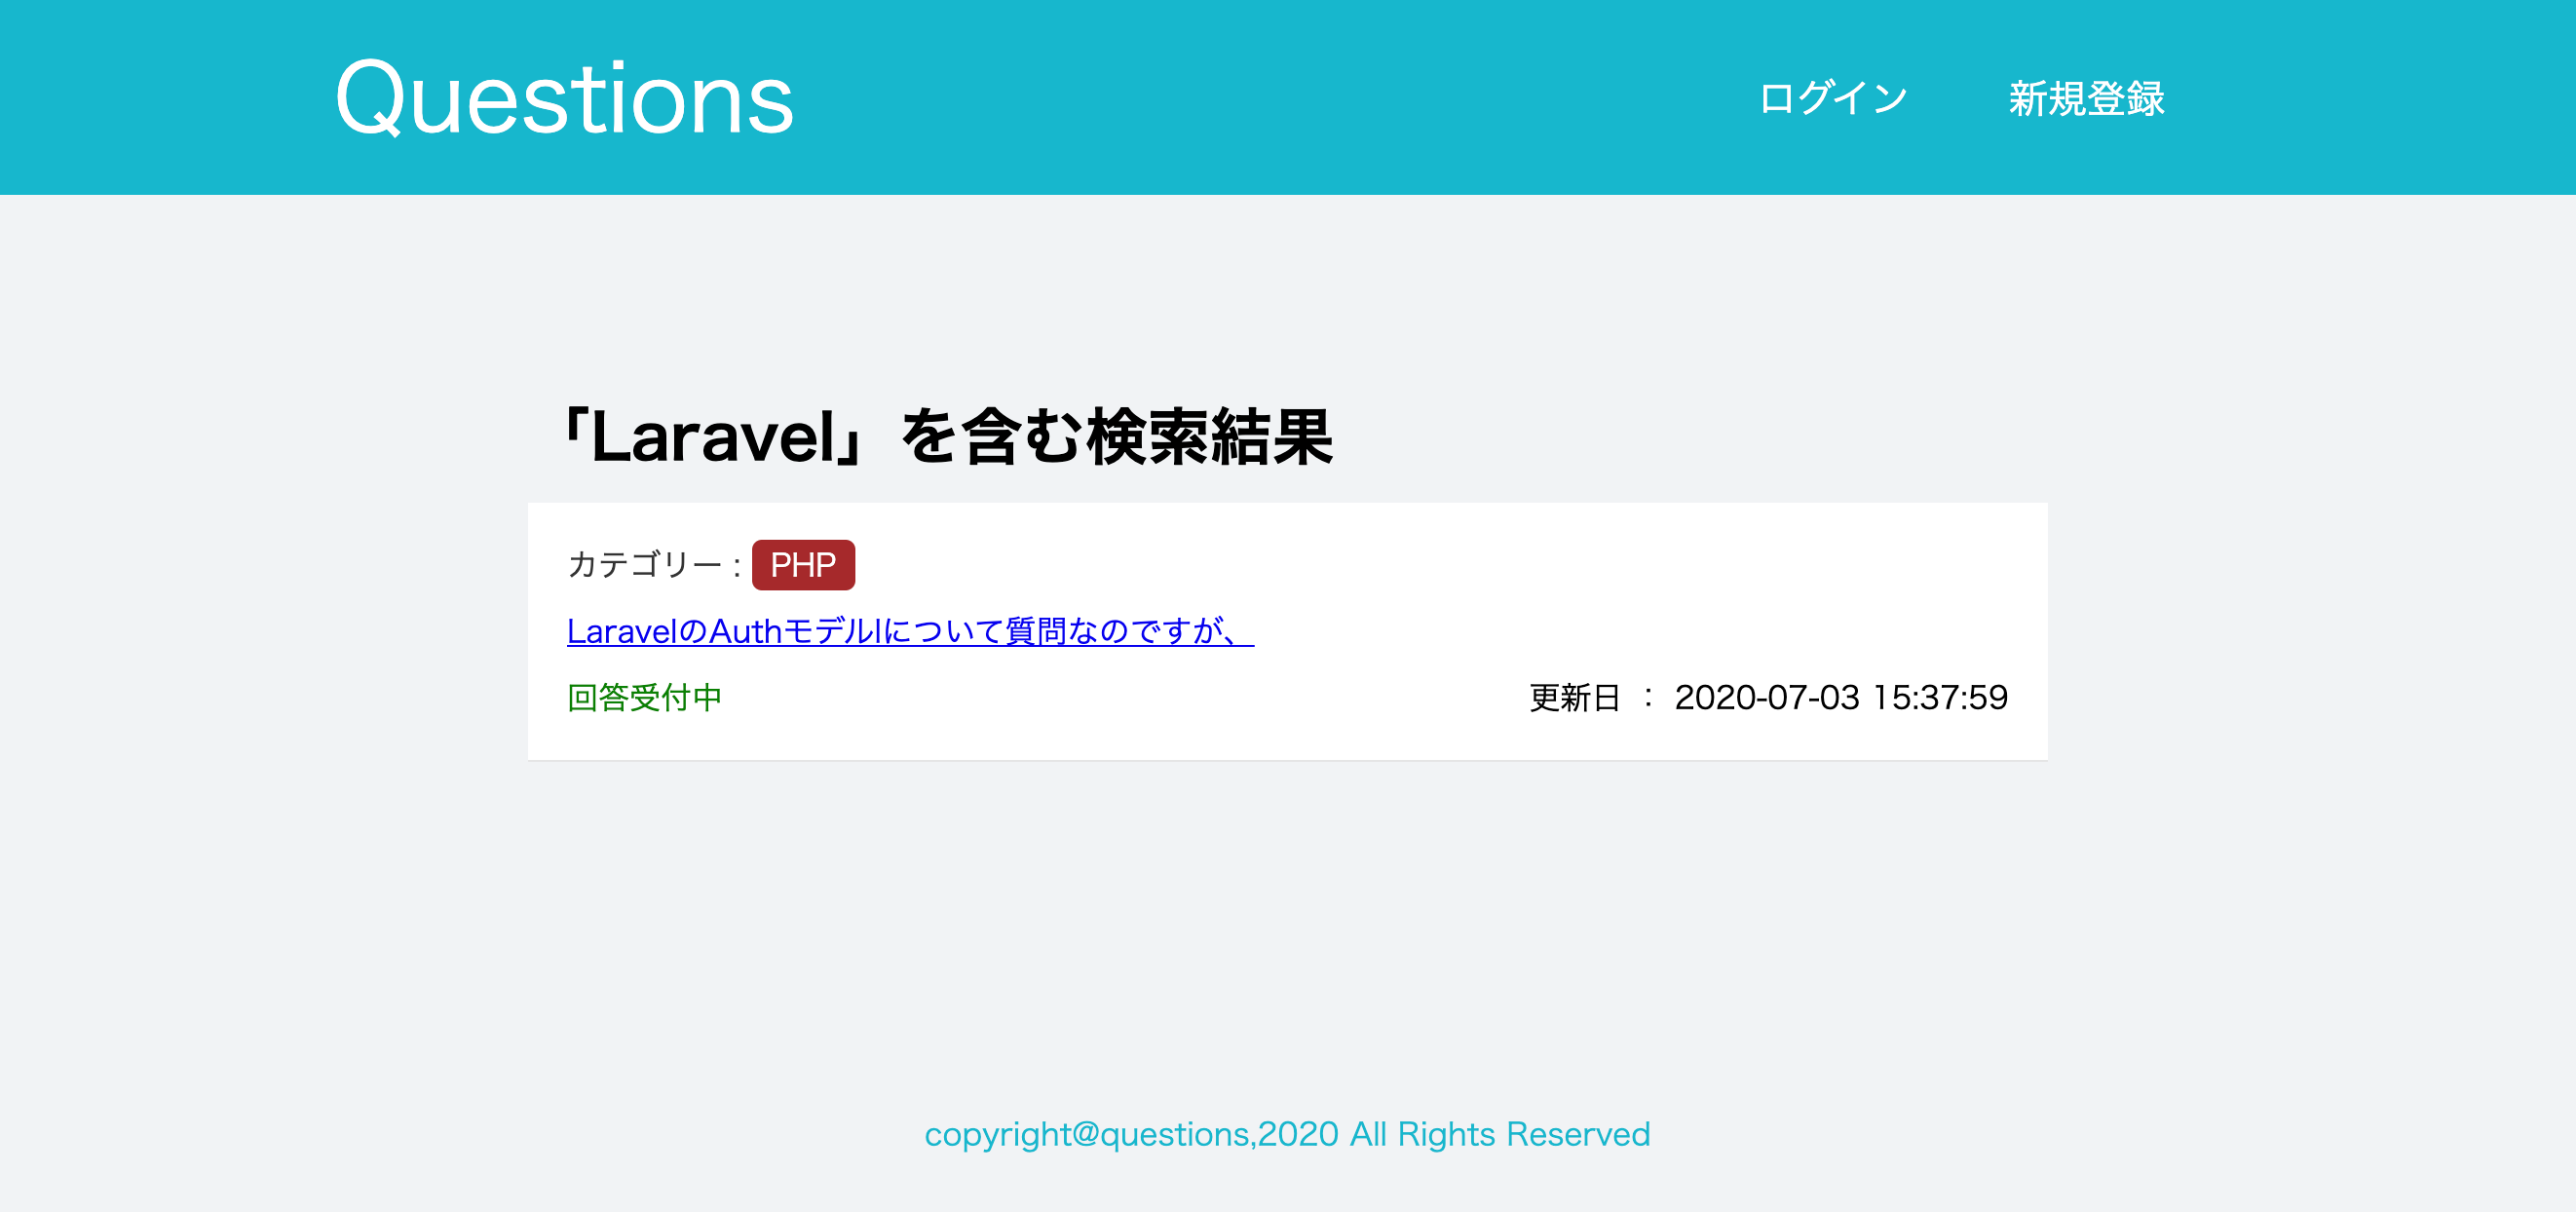 Questions
ログイン 新規登録
「Laravel」を含む検索結果
カテゴリー : PHP
LaravelのAuthモデルlについて質問なのですが、
回答受付中 更新日 : 2020-07-03 15:37:59
copyright@questions,2020 All Rights Reserved